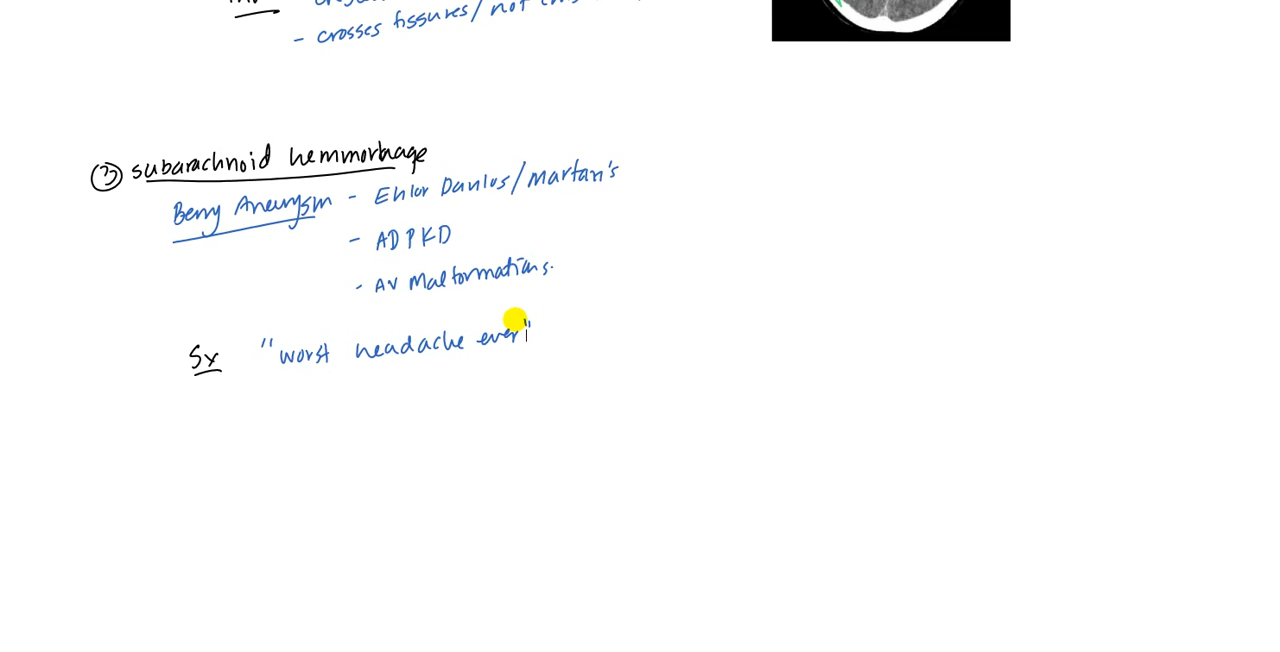 - crosses fissures/not
③ subarachnoid hemmorhage
Berry Aneurysm - Ehlor Danlos/Marfan's
- ADPKD
- AV Malformations.
Sx "worst headache ever"